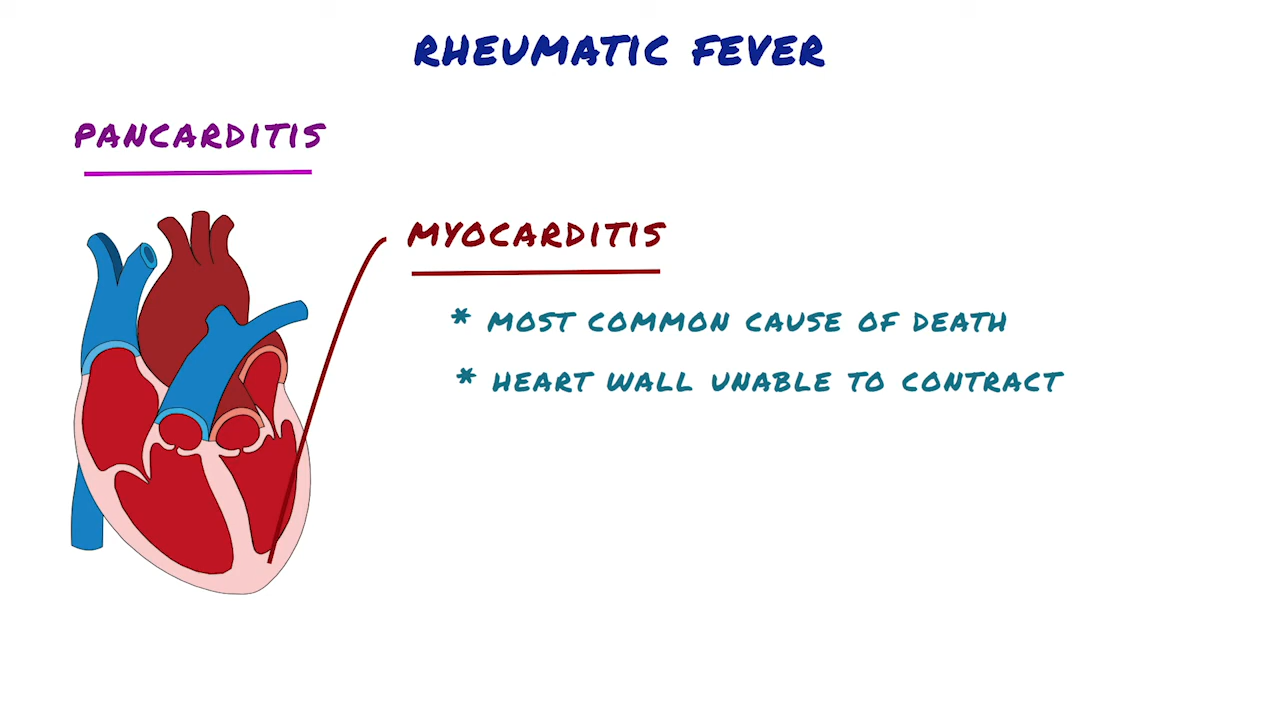 RHEUMATIC FEVER
PANCARDITIS
MYOCARDITIS
* MOST COMMON CAUSE OF DEATH
* HEART WALL UNABLE TO CONTRACT